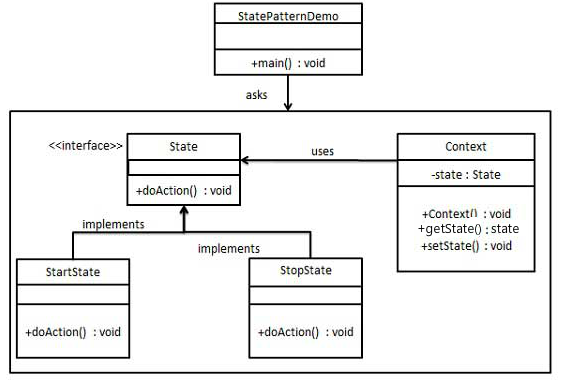 StatePatternDemo
+main() : void
asks
<<interface>>
State
+doAction() : void
uses
Context
-state : State
+Context() : void
+getState() : state
+setState() : void
implements
implements
StartState
+doAction() : void
StopState
+doAction() : void